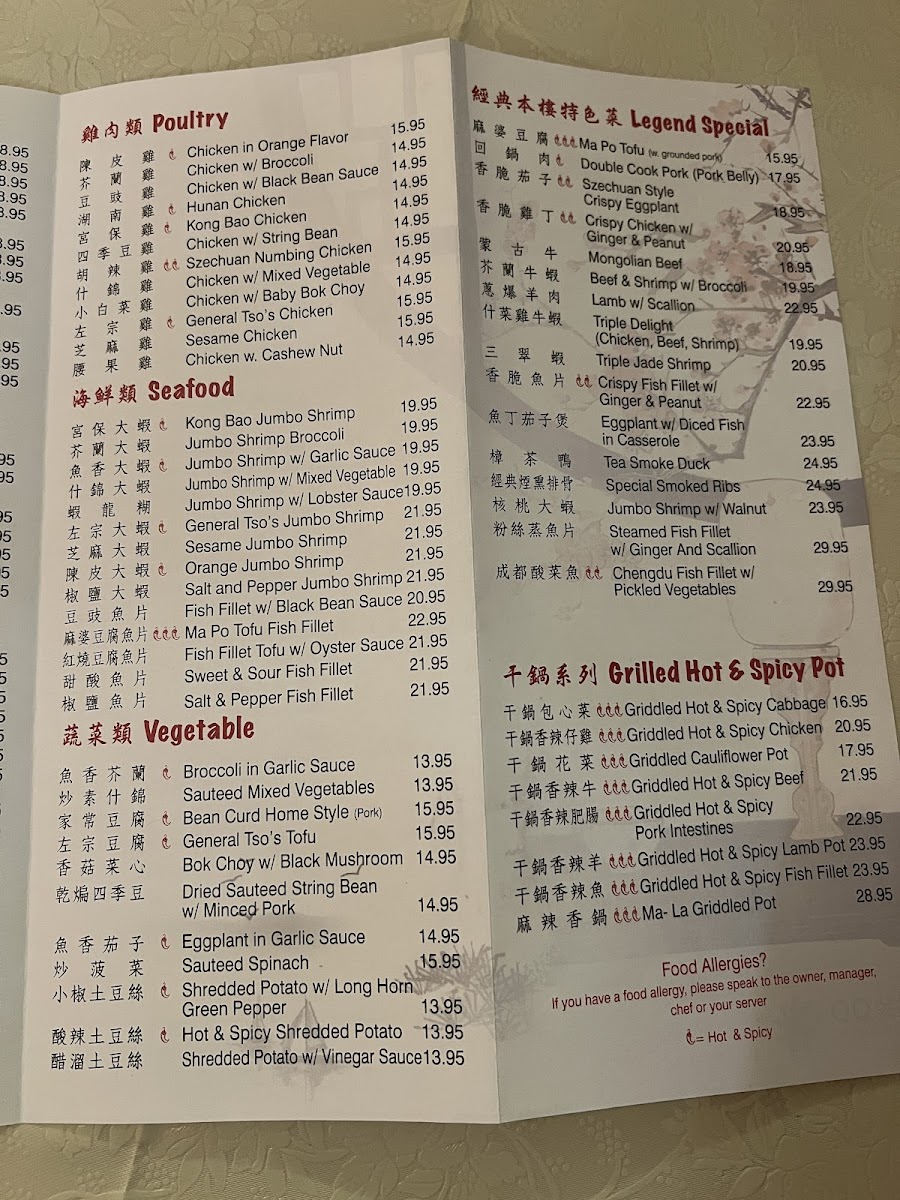 8.95
8.95
8.95
8.95
8.95
8.95
8.95
8.95
.95
.95
95
95
95
95
雞肉類 Poultry
陳皮雞 Chicken in Orange Flavor 15.95
芥蘭雞 Chicken w/ Broccoli 14.95
豆豉雞 Chicken w/ Black Bean Sauce 14.95
湖南雞 Hunan Chicken 14.95
宮保雞 Kong Bao Chicken 14.95
四季豆雞 Chicken w/ String Bean 14.95
胡辣雞 Szechuan Numbing Chicken 15.95
什錦雞 Chicken w/ Mixed Vegetable 14.95
小白菜雞 Chicken w/ Baby Bok Choy 14.95
左宗雞 General Tso's Chicken 15.95
芝麻雞 Sesame Chicken 15.95
腰果雞 Chicken w. Cashew Nut 14.95
海鮮類 Seafood
宮保大蝦 Kong Bao Jumbo Shrimp 19.95
芥蘭大蝦 Jumbo Shrimp Broccoli 19.95
魚香大蝦 Jumbo Shrimp w/ Garlic Sauce 19.95
什錦大蝦 Jumbo Shrimp w/ Mixed Vegetable 19.95
蝦龍糊 Jumbo Shrimp w/ Lobster Sauce 19.95
左宗大蝦 General Tso's Jumbo Shrimp 21.95
芝麻大蝦 Sesame Jumbo Shrimp 21.95
陳皮大蝦 Orange Jumbo Shrimp 21.95
椒鹽大蝦 Salt and Pepper Jumbo Shrimp 21.95
豆豉魚片 Fish Fillet w/ Black Bean Sauce 20.95
麻婆豆腐魚片 Ma Po Tofu Fish Fillet 22.95
紅燒豆腐魚片 Fish Fillet Tofu w/ Oyster Sauce 21.95
甜酸魚片 Sweet & Sour Fish Fillet 21.95
椒鹽魚片 Salt & Pepper Fish Fillet 21.95
蔬菜類 Vegetable
魚香芥蘭 Broccoli in Garlic Sauce 13.95
炒素什錦 Sauteed Mixed Vegetables 13.95
家常豆腐 Bean Curd Home Style (Pork) 15.95
左宗豆腐 General Tso's Tofu 15.95
香菇菜心 Bok Choy w/ Black Mushroom 14.95
乾煸四季豆 Dried Sauteed String Bean
w/ Minced Pork 14.95
魚香茄子 Eggplant in Garlic Sauce 14.95
炒菠菜 Sauteed Spinach 15.95
小椒土豆絲 Shredded Potato w/ Long Horn
Green Pepper 13.95
酸辣土豆絲 Hot & Spicy Shredded Potato 13.95
醋溜土豆絲 Shredded Potato w/ Vinegar Sauce 13.95
經典本樓特色菜 Legend Special
麻婆豆腐 Ma Po Tofu (w. grounded pork) 15.95
回鍋肉 Double Cook Pork (Pork Belly) 17.95
香脆茄子 Szechuan Style
Crispy Eggplant 18.95
香脆雞丁 Crispy Chicken w/
Ginger & Peanut 20.95
蒙古牛 Mongolian Beef 18.95
芥蘭牛蝦 Beef & Shrimp w/ Broccoli 19.95
蔥爆羊肉 Lamb w/ Scallion 22.95
什菜雞牛蝦 Triple Delight
(Chicken, Beef, Shrimp) 19.95
三翠蝦 Triple Jade Shrimp 20.95
香脆魚片 Crispy Fish Fillet w/
Ginger & Peanut 22.95
魚丁茄子煲 Eggplant w/ Diced Fish
in Casserole 23.95
樟茶鴨 Tea Smoke Duck 24.95
經典煙熏排骨 Special Smoked Ribs 24.95
核桃大蝦 Jumbo Shrimp w/ Walnut 23.95
粉絲蒸魚片 Steamed Fish Fillet
w/ Ginger And Scallion 29.95
成都酸菜魚 Chengdu Fish Fillet w/
Pickled Vegetables 29.95
干鍋系列 Grilled Hot & Spicy Pot
干鍋包心菜 Griddled Hot & Spicy Cabbage 16.95
干鍋香辣仔雞 Griddled Hot & Spicy Chicken 20.95
干鍋花菜 Griddled Cauliflower Pot 17.95
干鍋香辣牛 Griddled Hot & Spicy Beef 21.95
干鍋香辣肥腸 Griddled Hot & Spicy
Pork Intestines 22.95
干鍋香辣羊 Griddled Hot & Spicy Lamb Pot 23.95
干鍋香辣魚 Griddled Hot & Spicy Fish Fillet 23.95
麻辣香鍋 Ma- La Griddled Pot 28.95
Food Allergies?
If you have a food allergy, please speak to the owner, manager,
chef or your server
= Hot & Spicy